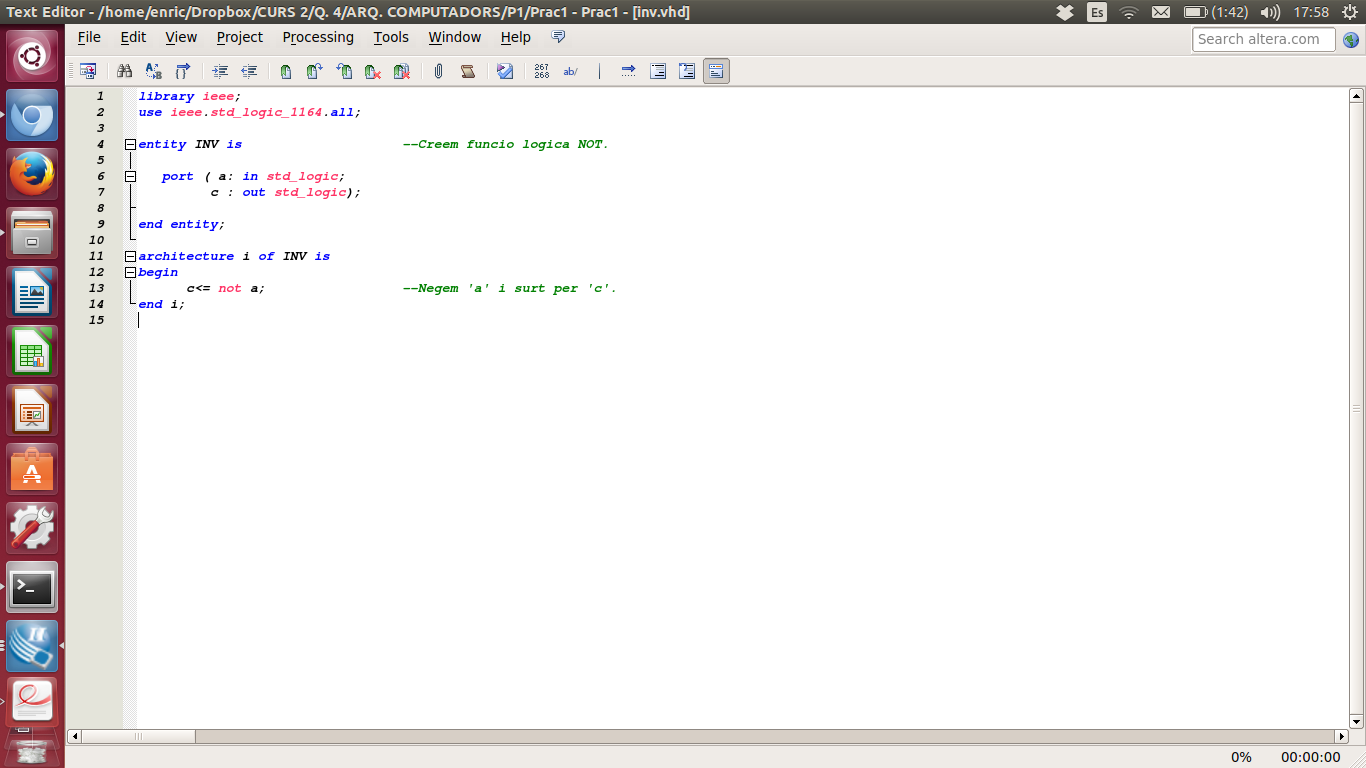 Text Editor - /home/enric/Dropbox/CURS 2/Q. 4/ARQ. COMPUTADORS/P1/Prac1 - Prac1 - [inv.vhd]
Es
(1:42)
17:58
File Edit View Project Processing Tools Window Help
Search altera.com
267
268
ab/
1 library ieee;
2 use ieee.std_logic_1164.all;
3
4 entity INV is --Creem funcio logica NOT.
5
6 port ( a: in std_logic;
7 c : out std_logic);
8
9 end entity;
10
11 architecture i of INV is
12 begin
13 c<= not a; --Negem 'a' i surt per 'c'.
14 end i;
15
0% 00:00:00